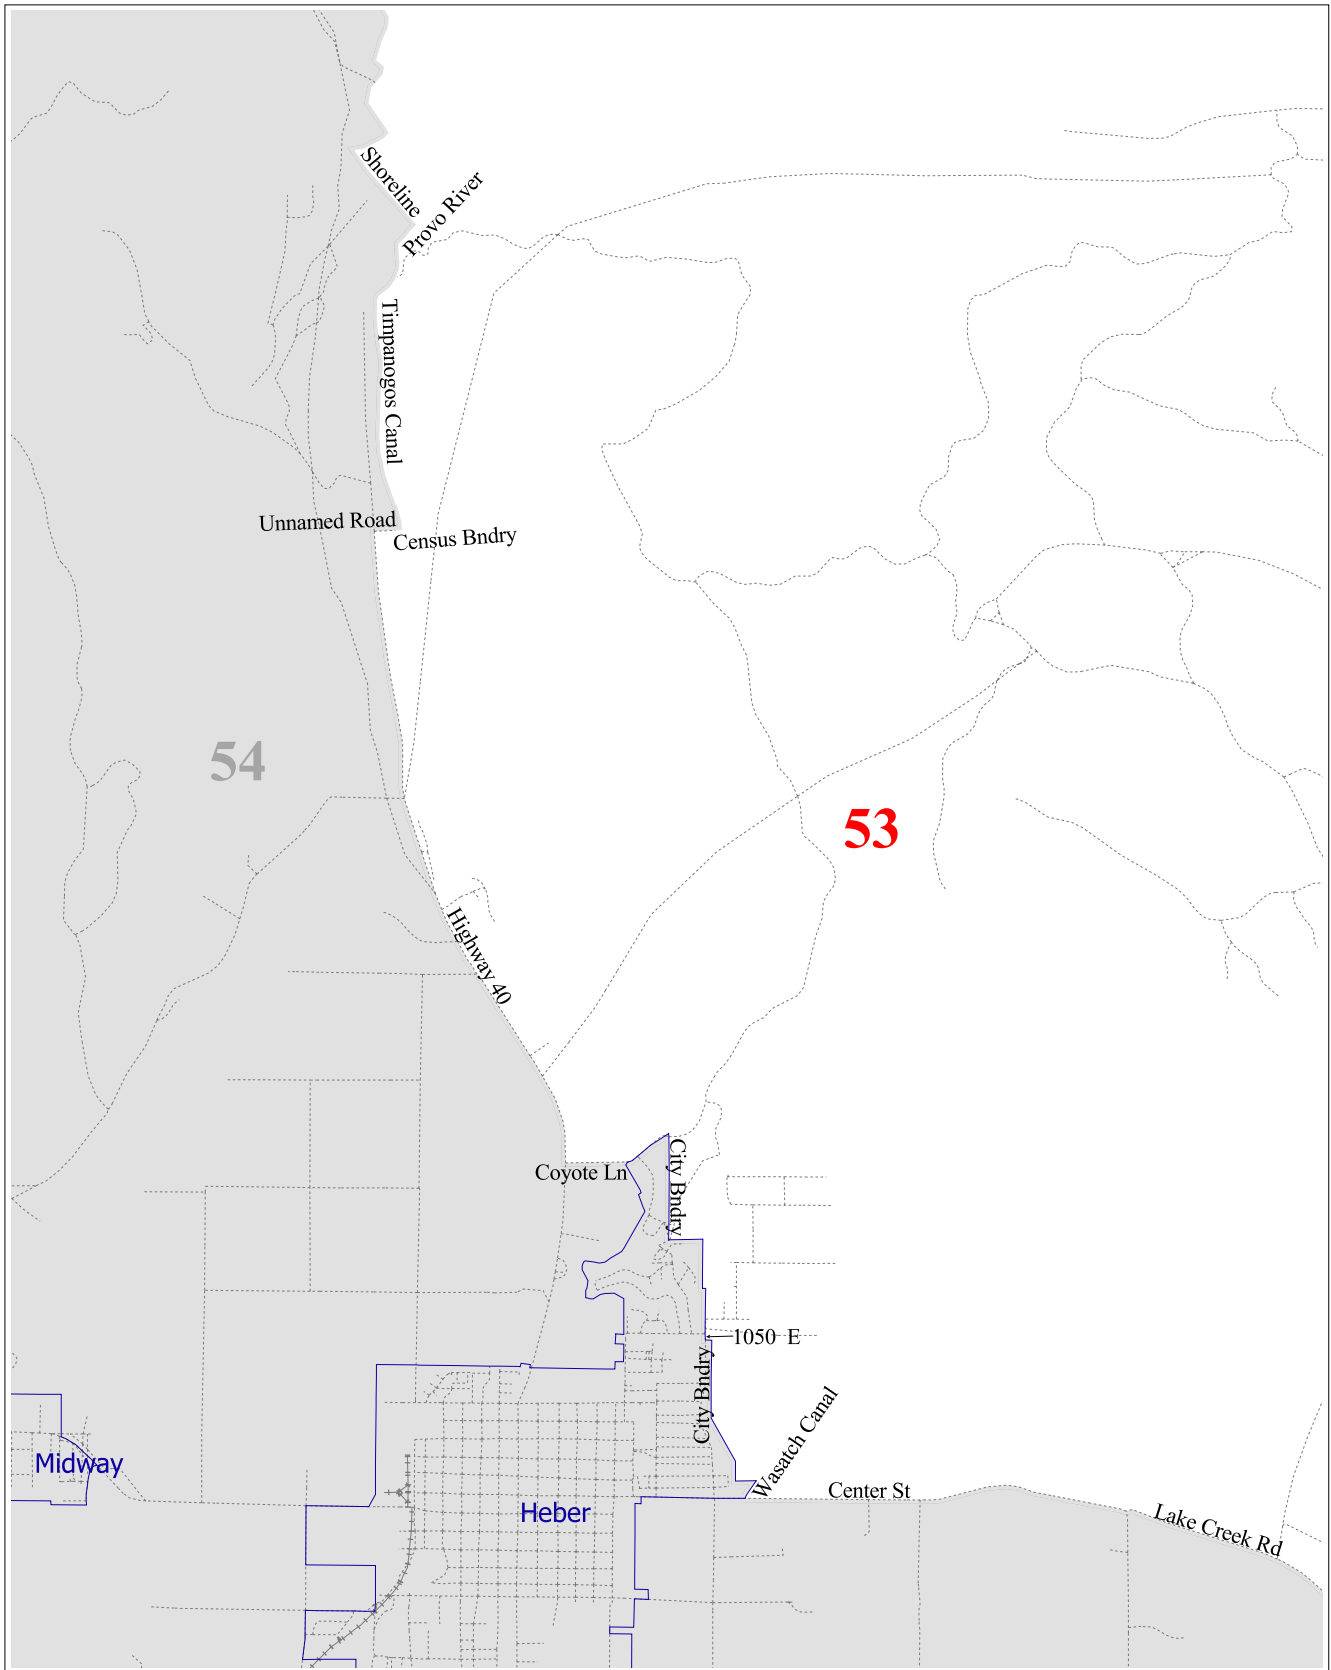 Shoreline
Provo River
Timpanogos Canal
Unnamed Road
Census Bndry
54
53
Highway 40
Coyote Ln
City Bndry
1050 E
City Bndry
Wasatch Canal
Midway
Heber
Center St
Lake Creek Rd